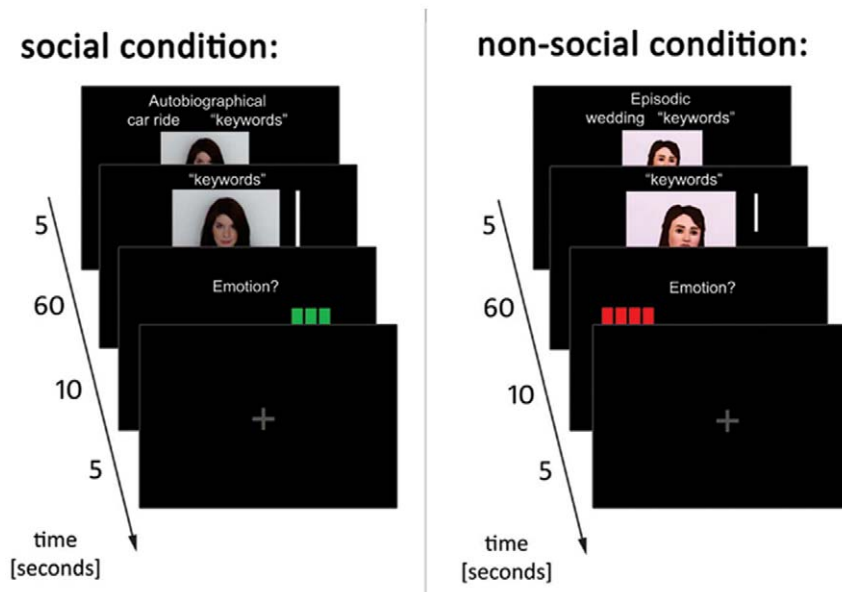 social condition:
Autobiographical
car ride “keywords”
“keywords”
Emotion?
5
60
10
5
time
[seconds]
non-social condition:
Episodic
wedding “keywords”
“keywords”
Emotion?
5
60
10
5
time
[seconds]